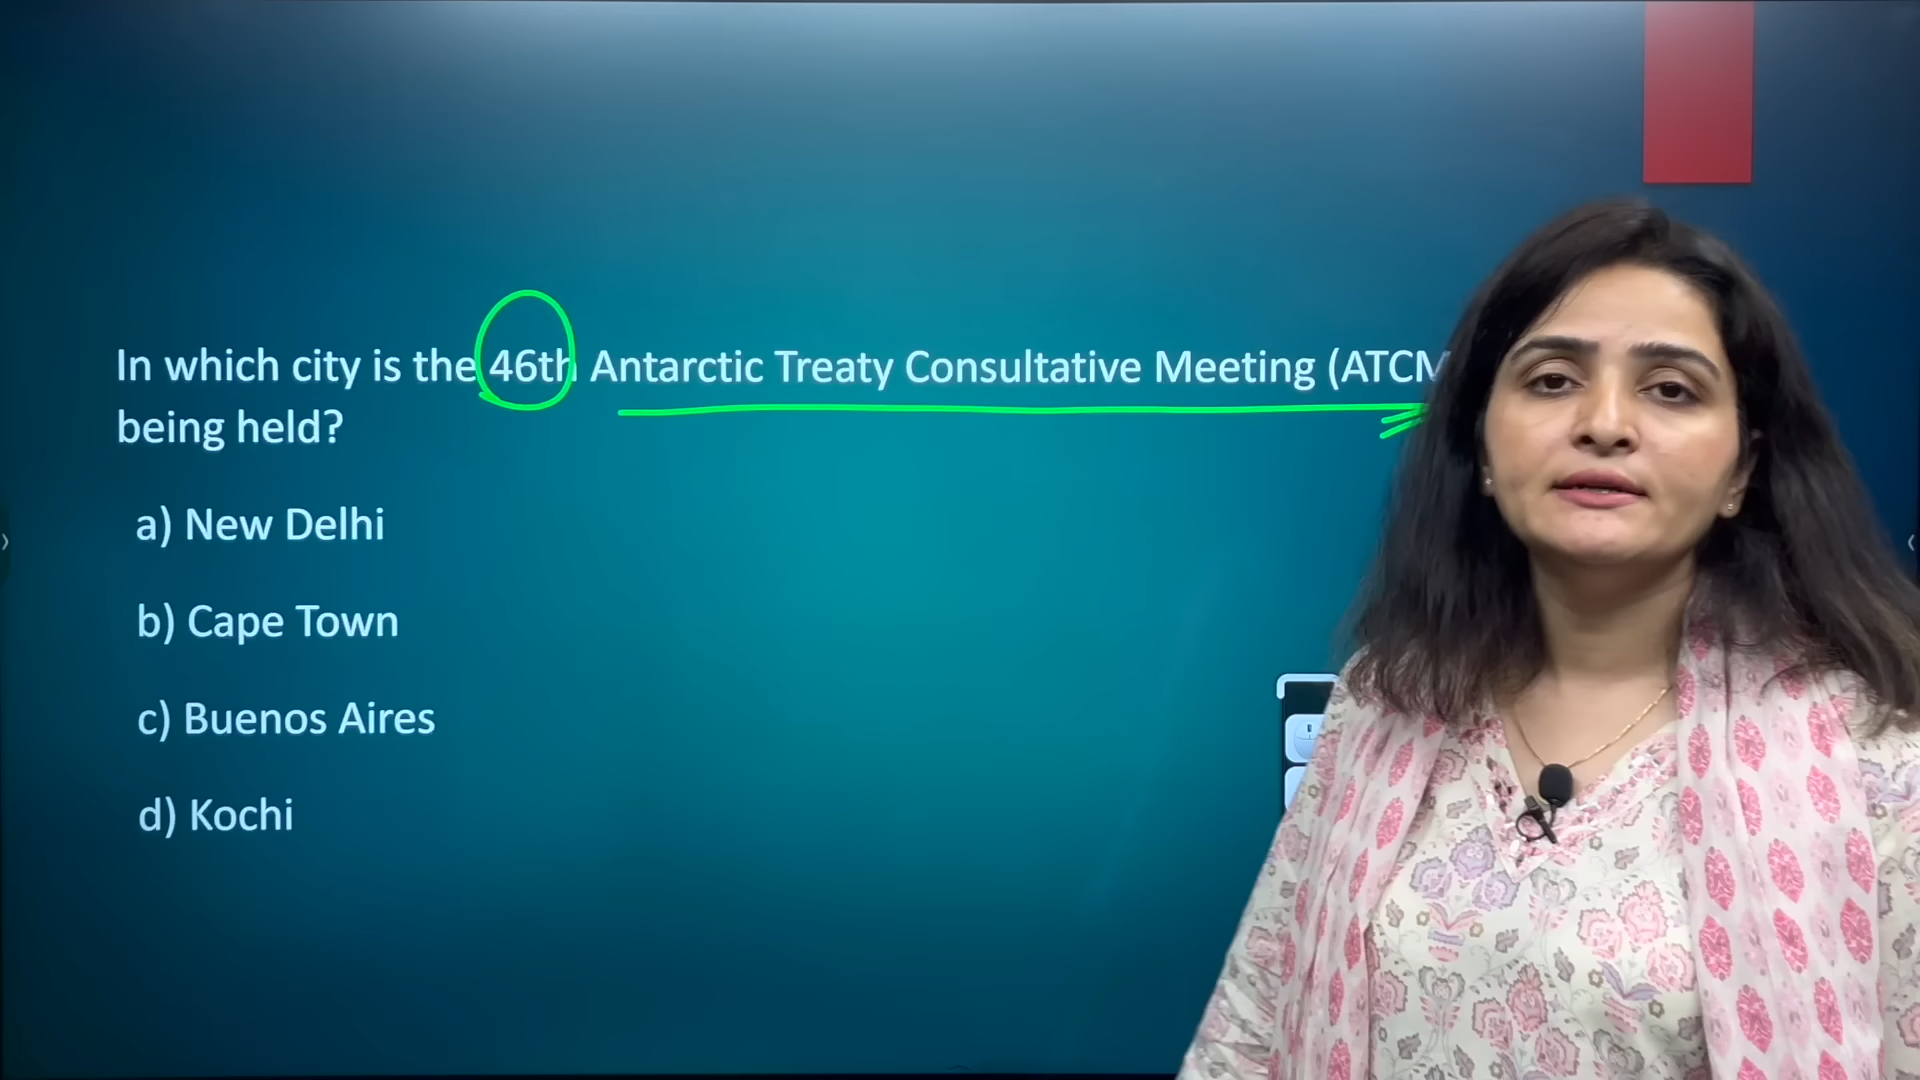 In which city is the 46th Antarctic Treaty Consultative Meeting (ATCM
being held?
a) New Delhi
b) Cape Town
c) Buenos Aires
d) Kochi